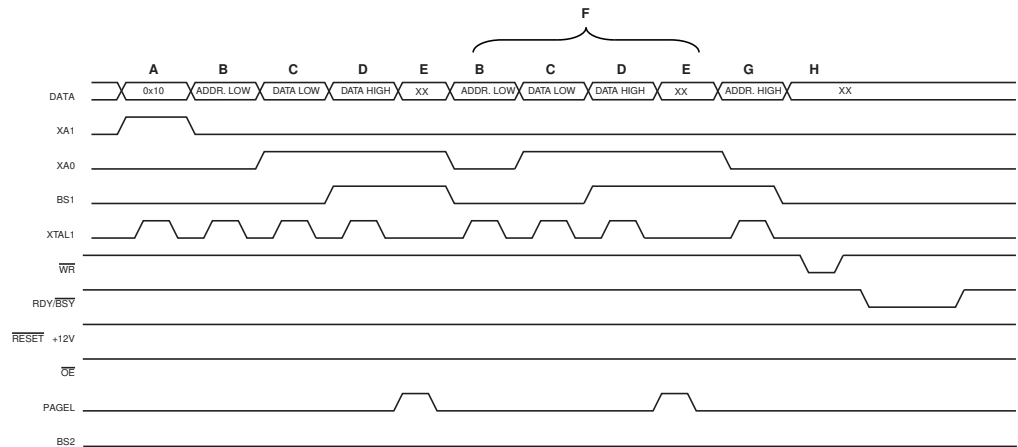 F
A B C D E B C D E G H
DATA 0x10 ADDR. LOW DATA LOW DATA HIGH XX ADDR. LOW DATA LOW DATA HIGH XX ADDR. HIGH XX
XA1
XA0
BS1
XTAL1
WR
RDY/BSY
RESET +12V
OE
PAGEL
BS2